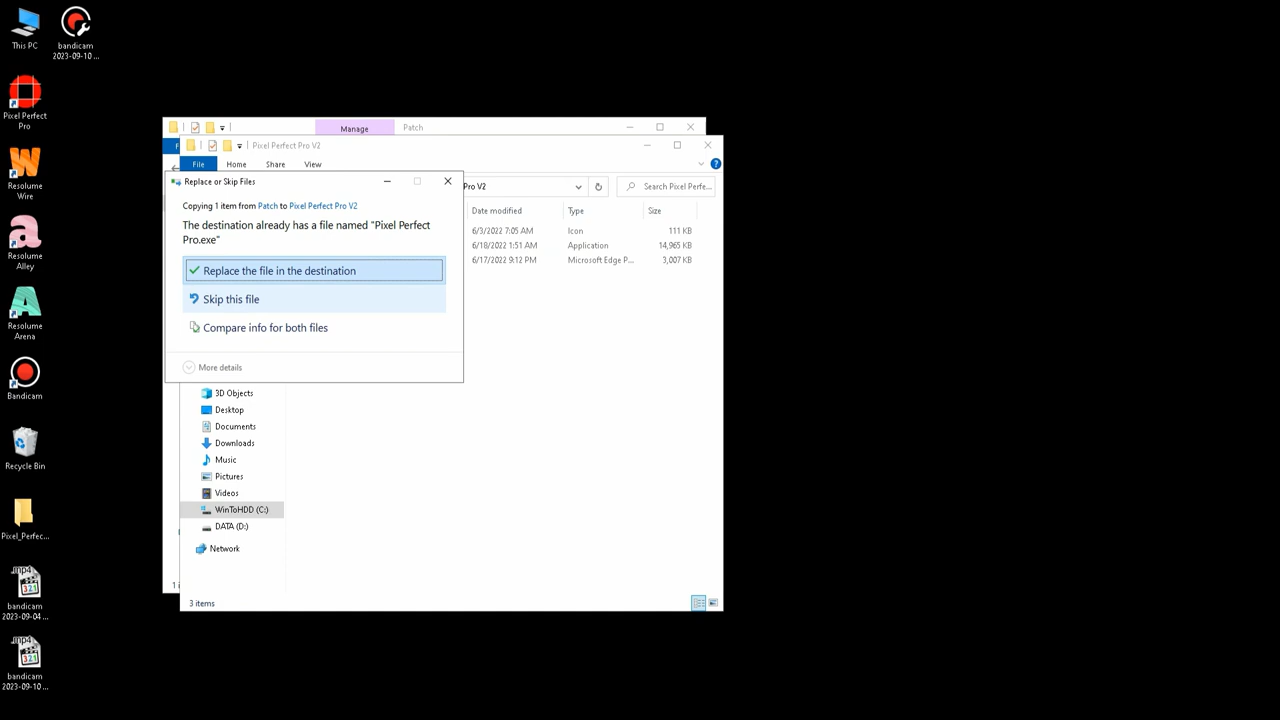 This PC
bandicam
2023-09-10 ...
Pixel Perfect
Pro
Resolume
Wire
Resolume
Alley
Resolume
Arena
Bandicam
Recycle Bin
Pixel_Perfec...
bandicam
2023-09-04 ...
bandicam
2023-09-10 ...
Manage
Patch
Pixel Perfect Pro V2
File
Home
Share
View
Replace or Skip Files
Pro V2
Search Pixel Perfe...
Copying 1 item from Patch to Pixel Perfect Pro V2
The destination already has a file named "Pixel Perfect
Pro.exe"
Replace the file in the destination
Skip this file
Compare info for both files
More details
Date modified
Type
Size
6/3/2022 7:05 AM
Icon
111 KB
6/18/2022 1:51 AM
Application
14,965 KB
6/17/2022 9:12 PM
Microsoft Edge P...
3,007 KB
3D Objects
Desktop
Documents
Downloads
Music
Pictures
Videos
WinToHDD (C:)
DATA (D:)
Network
3 items